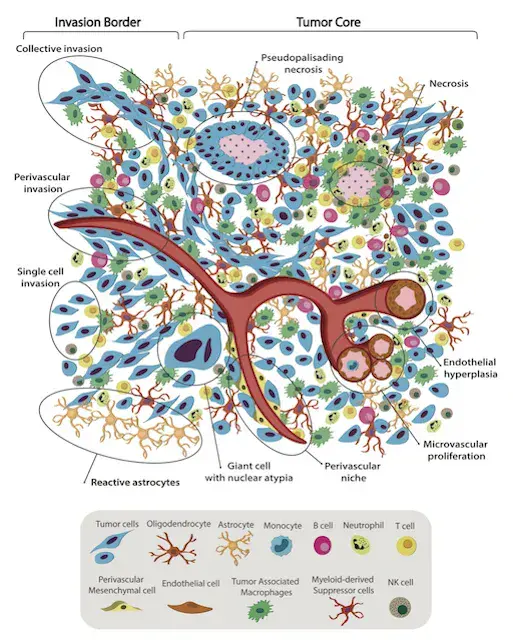 Invasion Border
Tumor Core
Collective invasion
Pseudopalisading
necrosis
Necrosis
Perivascular
invasion
Single cell
invasion
Endothelial
hyperplasia
Microvascular
proliferation
Reactive astrocytes
Giant cell
with nuclear atypia
Perivascular
niche
Tumor cells
Oligodendrocyte
Astrocyte
Monocyte
B cell
Neutrophil
T cell
Perivascular
Mesenchymal cell
Endothelial cell
Tumor Associated
Macrophages
Myeloid-derived
Suppressor cells
NK cell